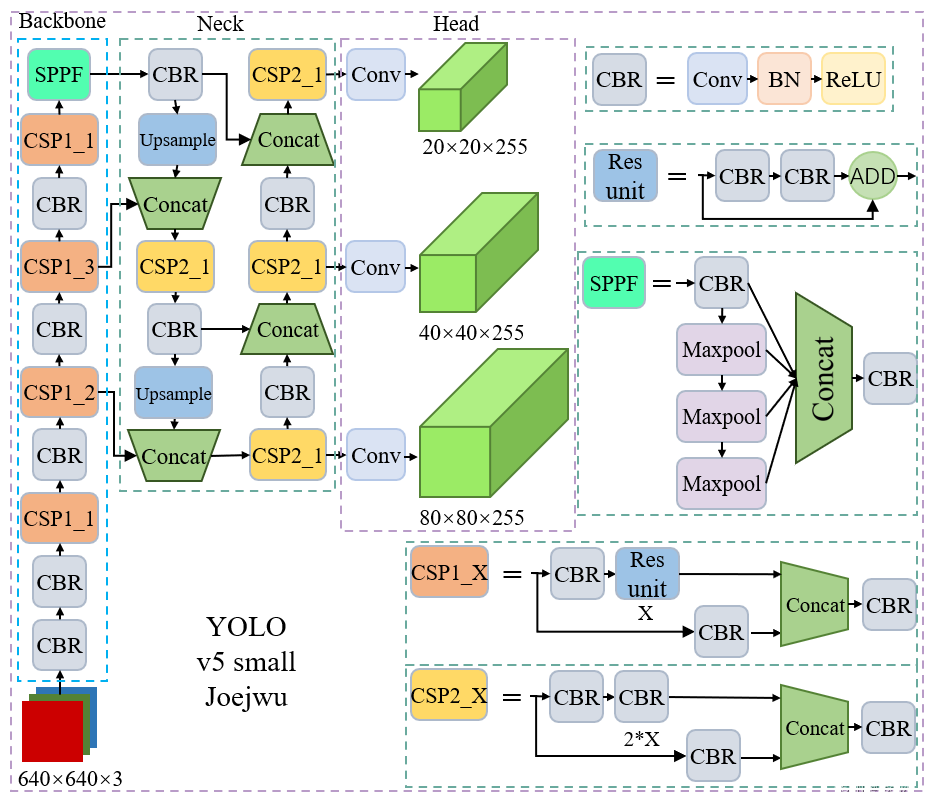 Backbone
Neck
Head
SPPF
CSP1_1
CBR
CSP1_3
CBR
CSP1_2
CBR
CSP1_1
CBR
CBR
640×640×3
CBR
Upsample
Concat
CSP2_1
CBR
Upsample
Concat
CSP2_1
Concat
CBR
CSP2_1
Concat
CBR
CSP2_1
Conv
20×20×255
Conv
40×40×255
Conv
80×80×255
CBR = Conv BN ReLU
Res
unit
= CBR CBR ADD
SPPF = CBR
Maxpool
Maxpool
Maxpool
Concat
CBR
CSP1_X = CBR
Res
unit
X
CBR
Concat
CBR
CSP2_X = CBR CBR
2*X
CBR
Concat
CBR
YOLO
v5 small
Joejwu